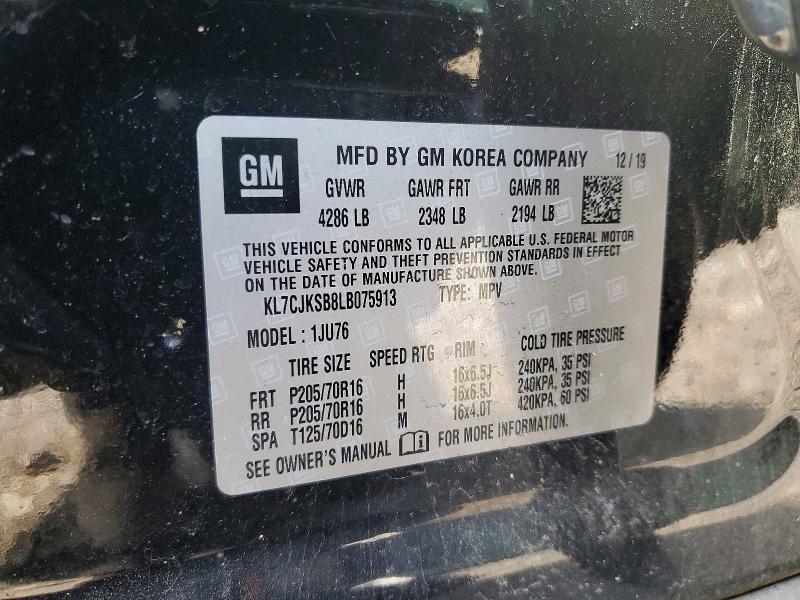 GM MFD BY GM KOREA COMPANY 12/19
GVWR GAWR FRT GAWR RR
4286 LB 2348 LB 2194 LB
THIS VEHICLE CONFORMS TO ALL APPLICABLE U.S. FEDERAL MOTOR
VEHICLE SAFETY AND THEFT PREVENTION STANDARDS IN EFFECT
ON THE DATE OF MANUFACTURE SHOWN ABOVE.
KL7CJKSB8LB075913 TYPE: MPV
MODEL: 1JU76
TIRE SIZE SPEED RTG RIM COLD TIRE PRESSURE
FRT P205/70R16 H 16x6.5J 240KPA, 35 PSI
RR P205/70R16 H 16x6.5J 240KPA, 35 PSI
SPA T125/70D16 M 16x4.0T 420KPA, 60 PSI
SEE OWNER'S MANUAL FOR MORE INFORMATION.